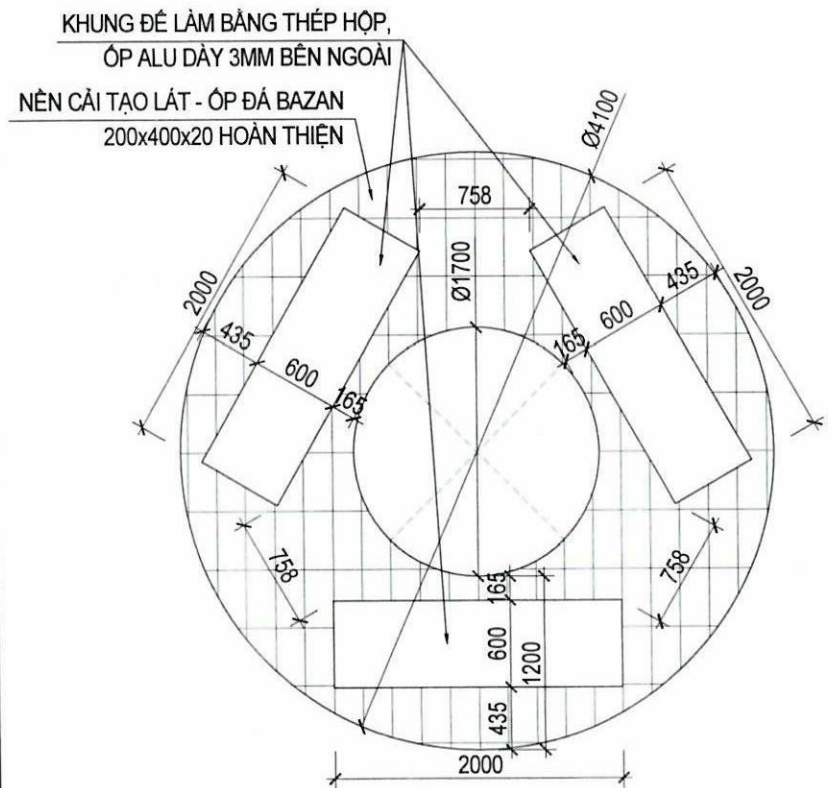 KHUNG ĐẾ LÀM BẰNG THÉP HỘP,
ỐP ALU DÀY 3MM BÊN NGOÀI
NỀN CẢI TẠO LÁT - ỐP ĐÁ BAZAN
200x400x20 HOÀN THIỆN
Ø4100
758
Ø1700
2000
435
600
165
165
600
435
2000
758
758
165
600
1200
435
2000